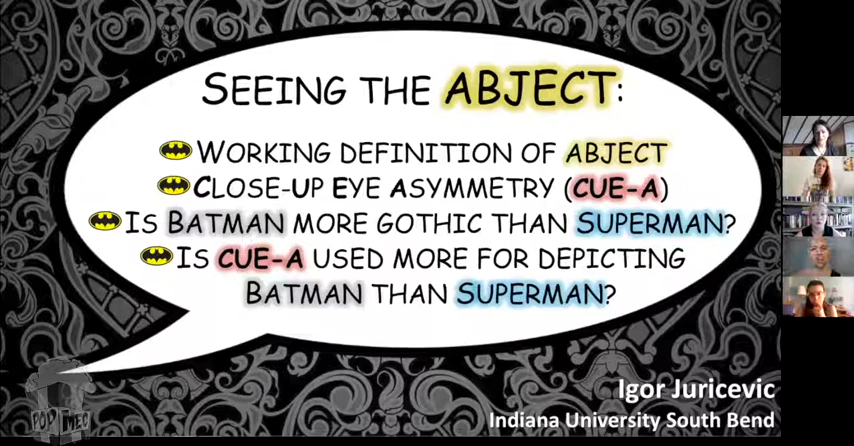 SEEING THE ABJECT:
WORKING DEFINITION OF ABJECT
CLOSE-UP EYE ASYMMETRY (CUE-A)
IS BATMAN MORE GOTHIC THAN SUPERMAN?
IS CUE-A USED MORE FOR DEPICTING
BATMAN THAN SUPERMAN?
POP MEC
Igor Juricevic
Indiana University South Bend